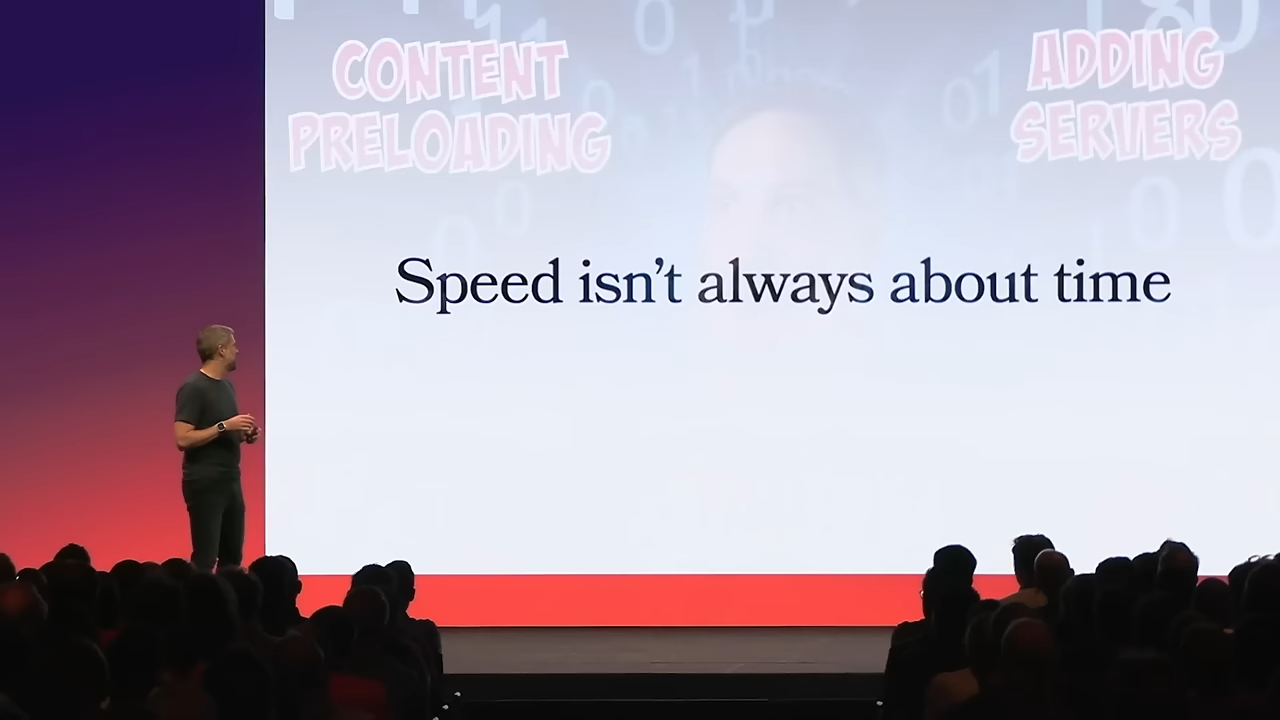 CONTENT
PRELOADING
ADDING
SERVERS
Speed isn't always about time